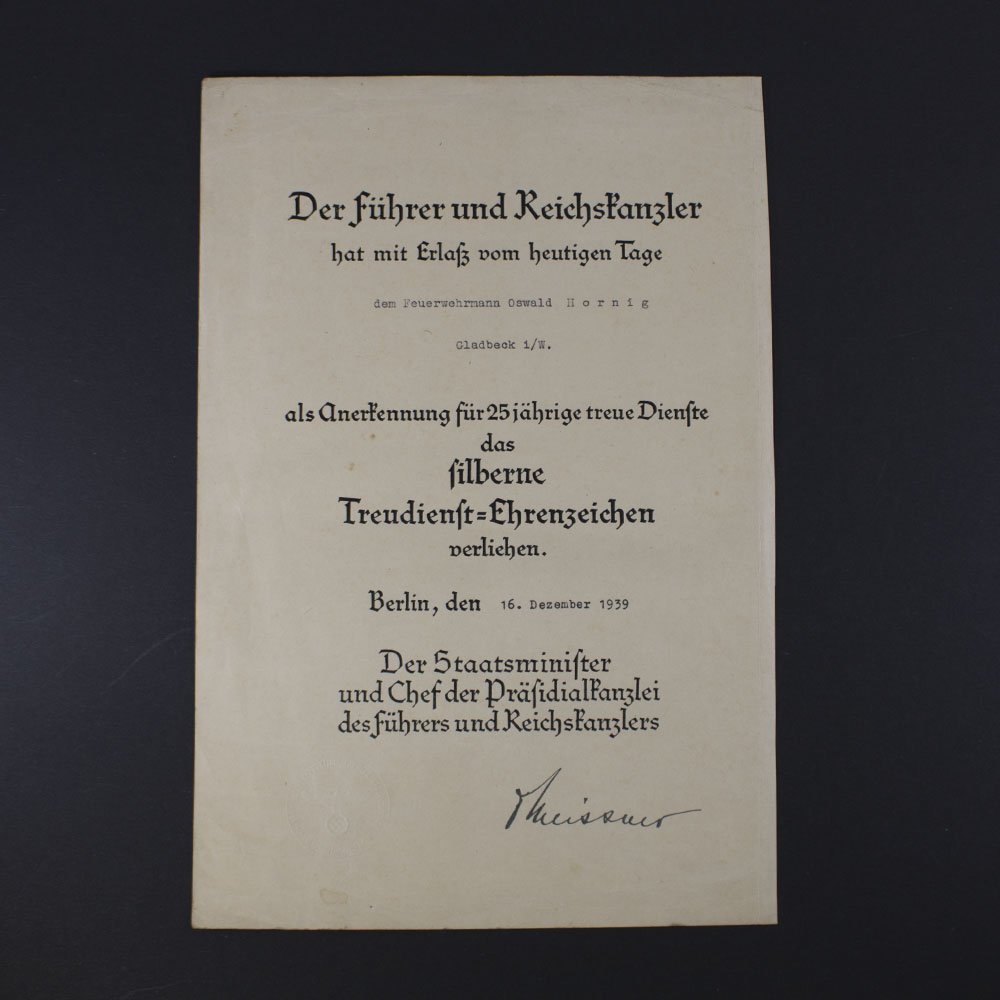 Der Führer und Reichskanzler
hat mit Erlaß vom heutigen Tage
dem Feuerwehrmann Oswald H o r n i g
Gladbeck i/W.
als Anerkennung für 25 jährige treue Dienſte
das
ſilberne
Treudienſt=Ehrenzeichen
verliehen.
Berlin, den 16. Dezember 1939
Der Staatsminiſter
und Chef der Präſidialkanzlei
des Führers und Reichskanzlers
Meissner